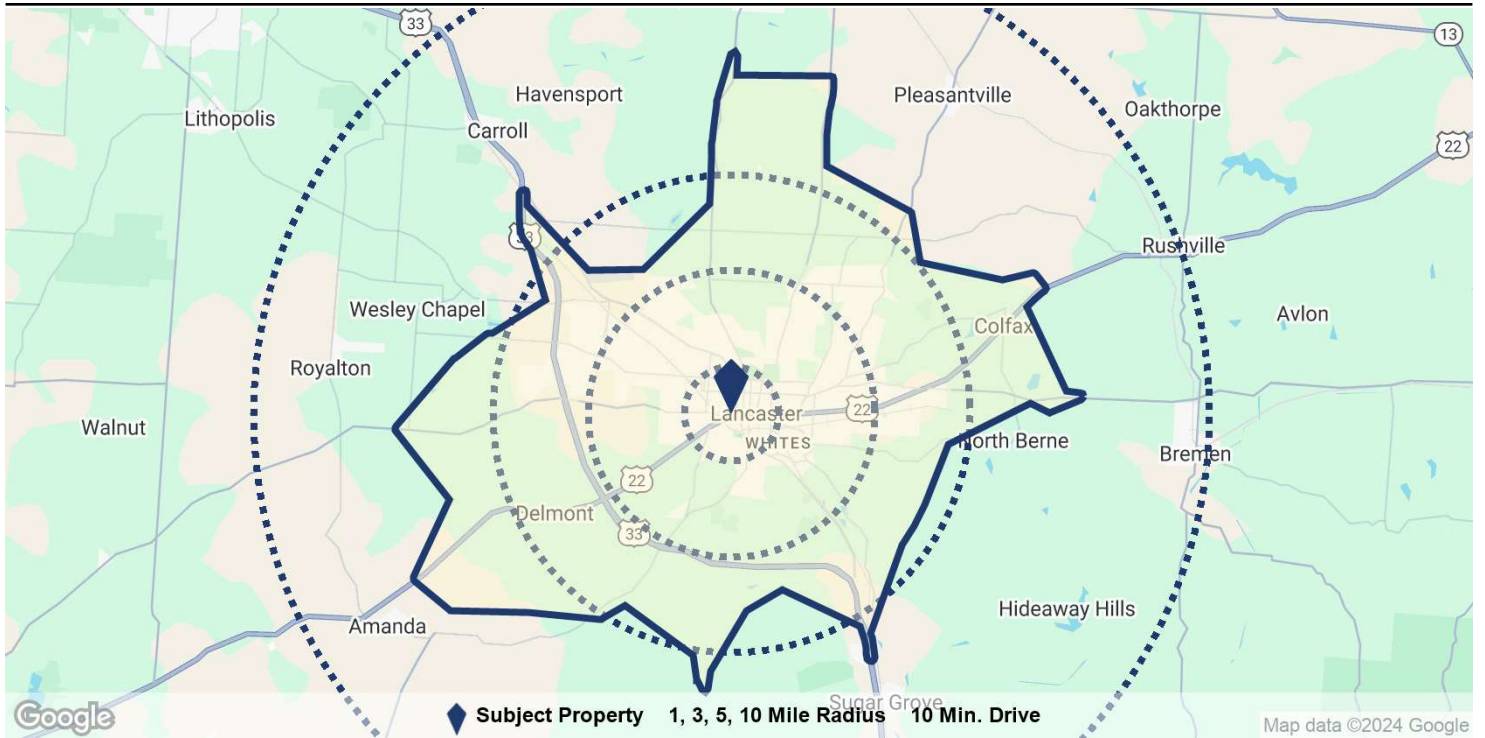 33
13
Havensport
Pleasantville
Oakthorpe
Lithopolis
Carroll
22
33
Rushville
Wesley Chapel
Avlon
Colfax
Royalton
Lancaster
22
Walnut
WHITES
North Berne
Bremen
22
Delmont
33
Hideaway Hills
Amanda
Sugar Grove
Google
Subject Property 1, 3, 5, 10 Mile Radius 10 Min. Drive
Map data ©2024 Google